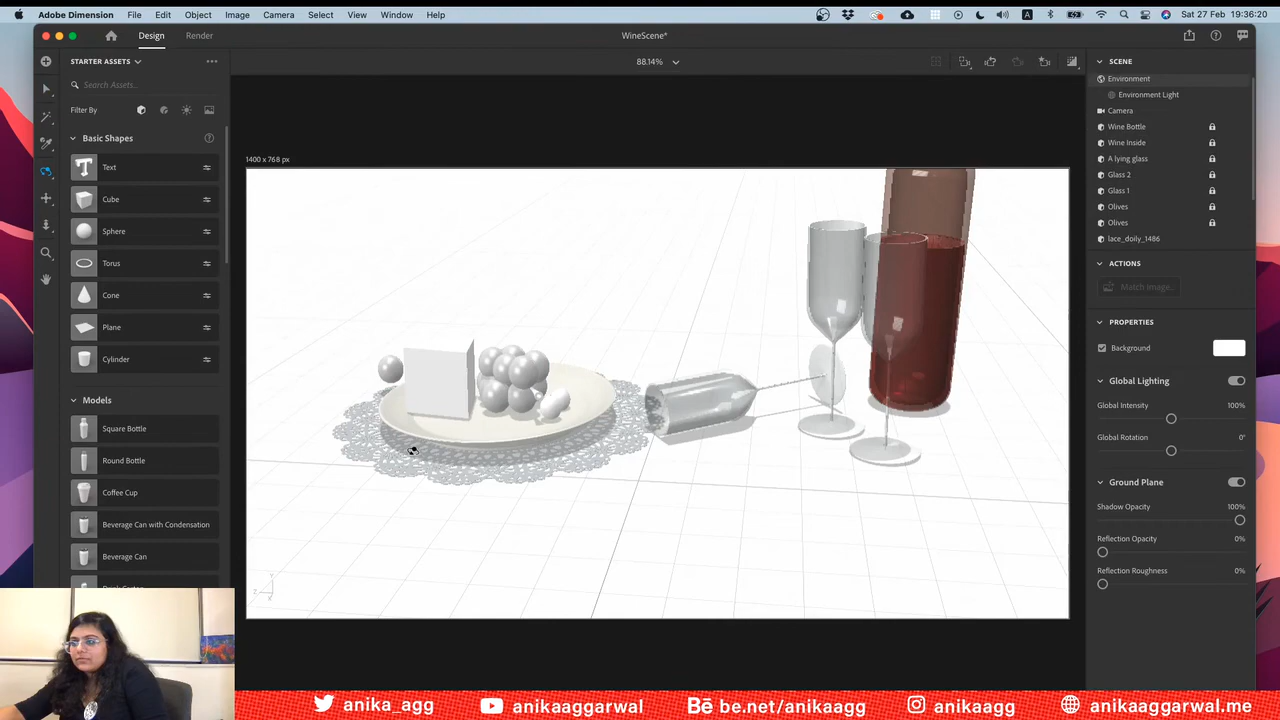 Adobe Dimension File Edit Object Image Camera Select View Window Help A Sat 27 Feb 19:36:20
Design Render WineScene*
STARTER ASSETS
88.14%
SCENE
Search Assets...
Filter By
Basic Shapes
Text
Cube
Sphere
Torus
Cone
Plane
Cylinder
Models
Square Bottle
Round Bottle
Coffee Cup
Beverage Can with Condensation
Beverage Can
1400 x 768 px
Y
Z
X
Environment
Environment Light
Camera
Wine Bottle
Wine Inside
A lying glass
Glass 2
Glass 1
Olives
Olives
lace_doily_1486
ACTIONS
Match Image...
PROPERTIES
Background
Global Lighting
Global Intensity 100%
Global Rotation 0°
Ground Plane
Shadow Opacity 100%
Reflection Opacity 0%
Reflection Roughness 0%
anika_agg anikaaggarwal be.net/anikaagg anikaagg anikaaggarwal.me